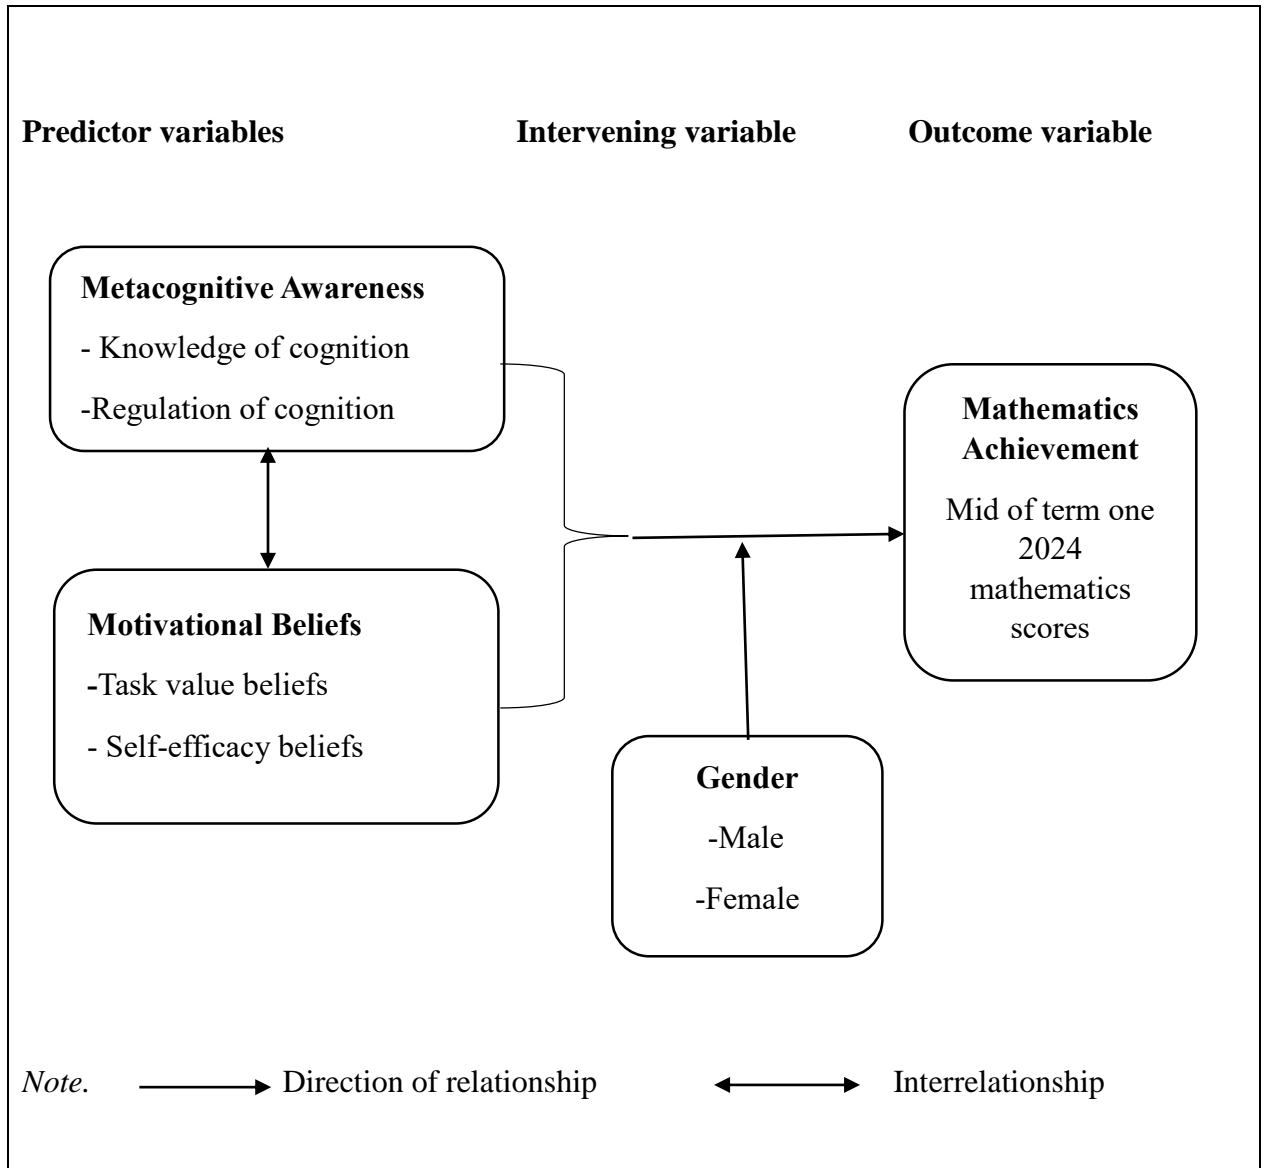 Predictor variables
Intervening variable
Outcome variable
Metacognitive Awareness
- Knowledge of cognition
-Regulation of cognition
Motivational Beliefs
-Task value beliefs
- Self-efficacy beliefs
Gender
-Male
-Female
Mathematics
Achievement
Mid of term one
2024
mathematics
scores
Note.
Direction of relationship
Interrelationship